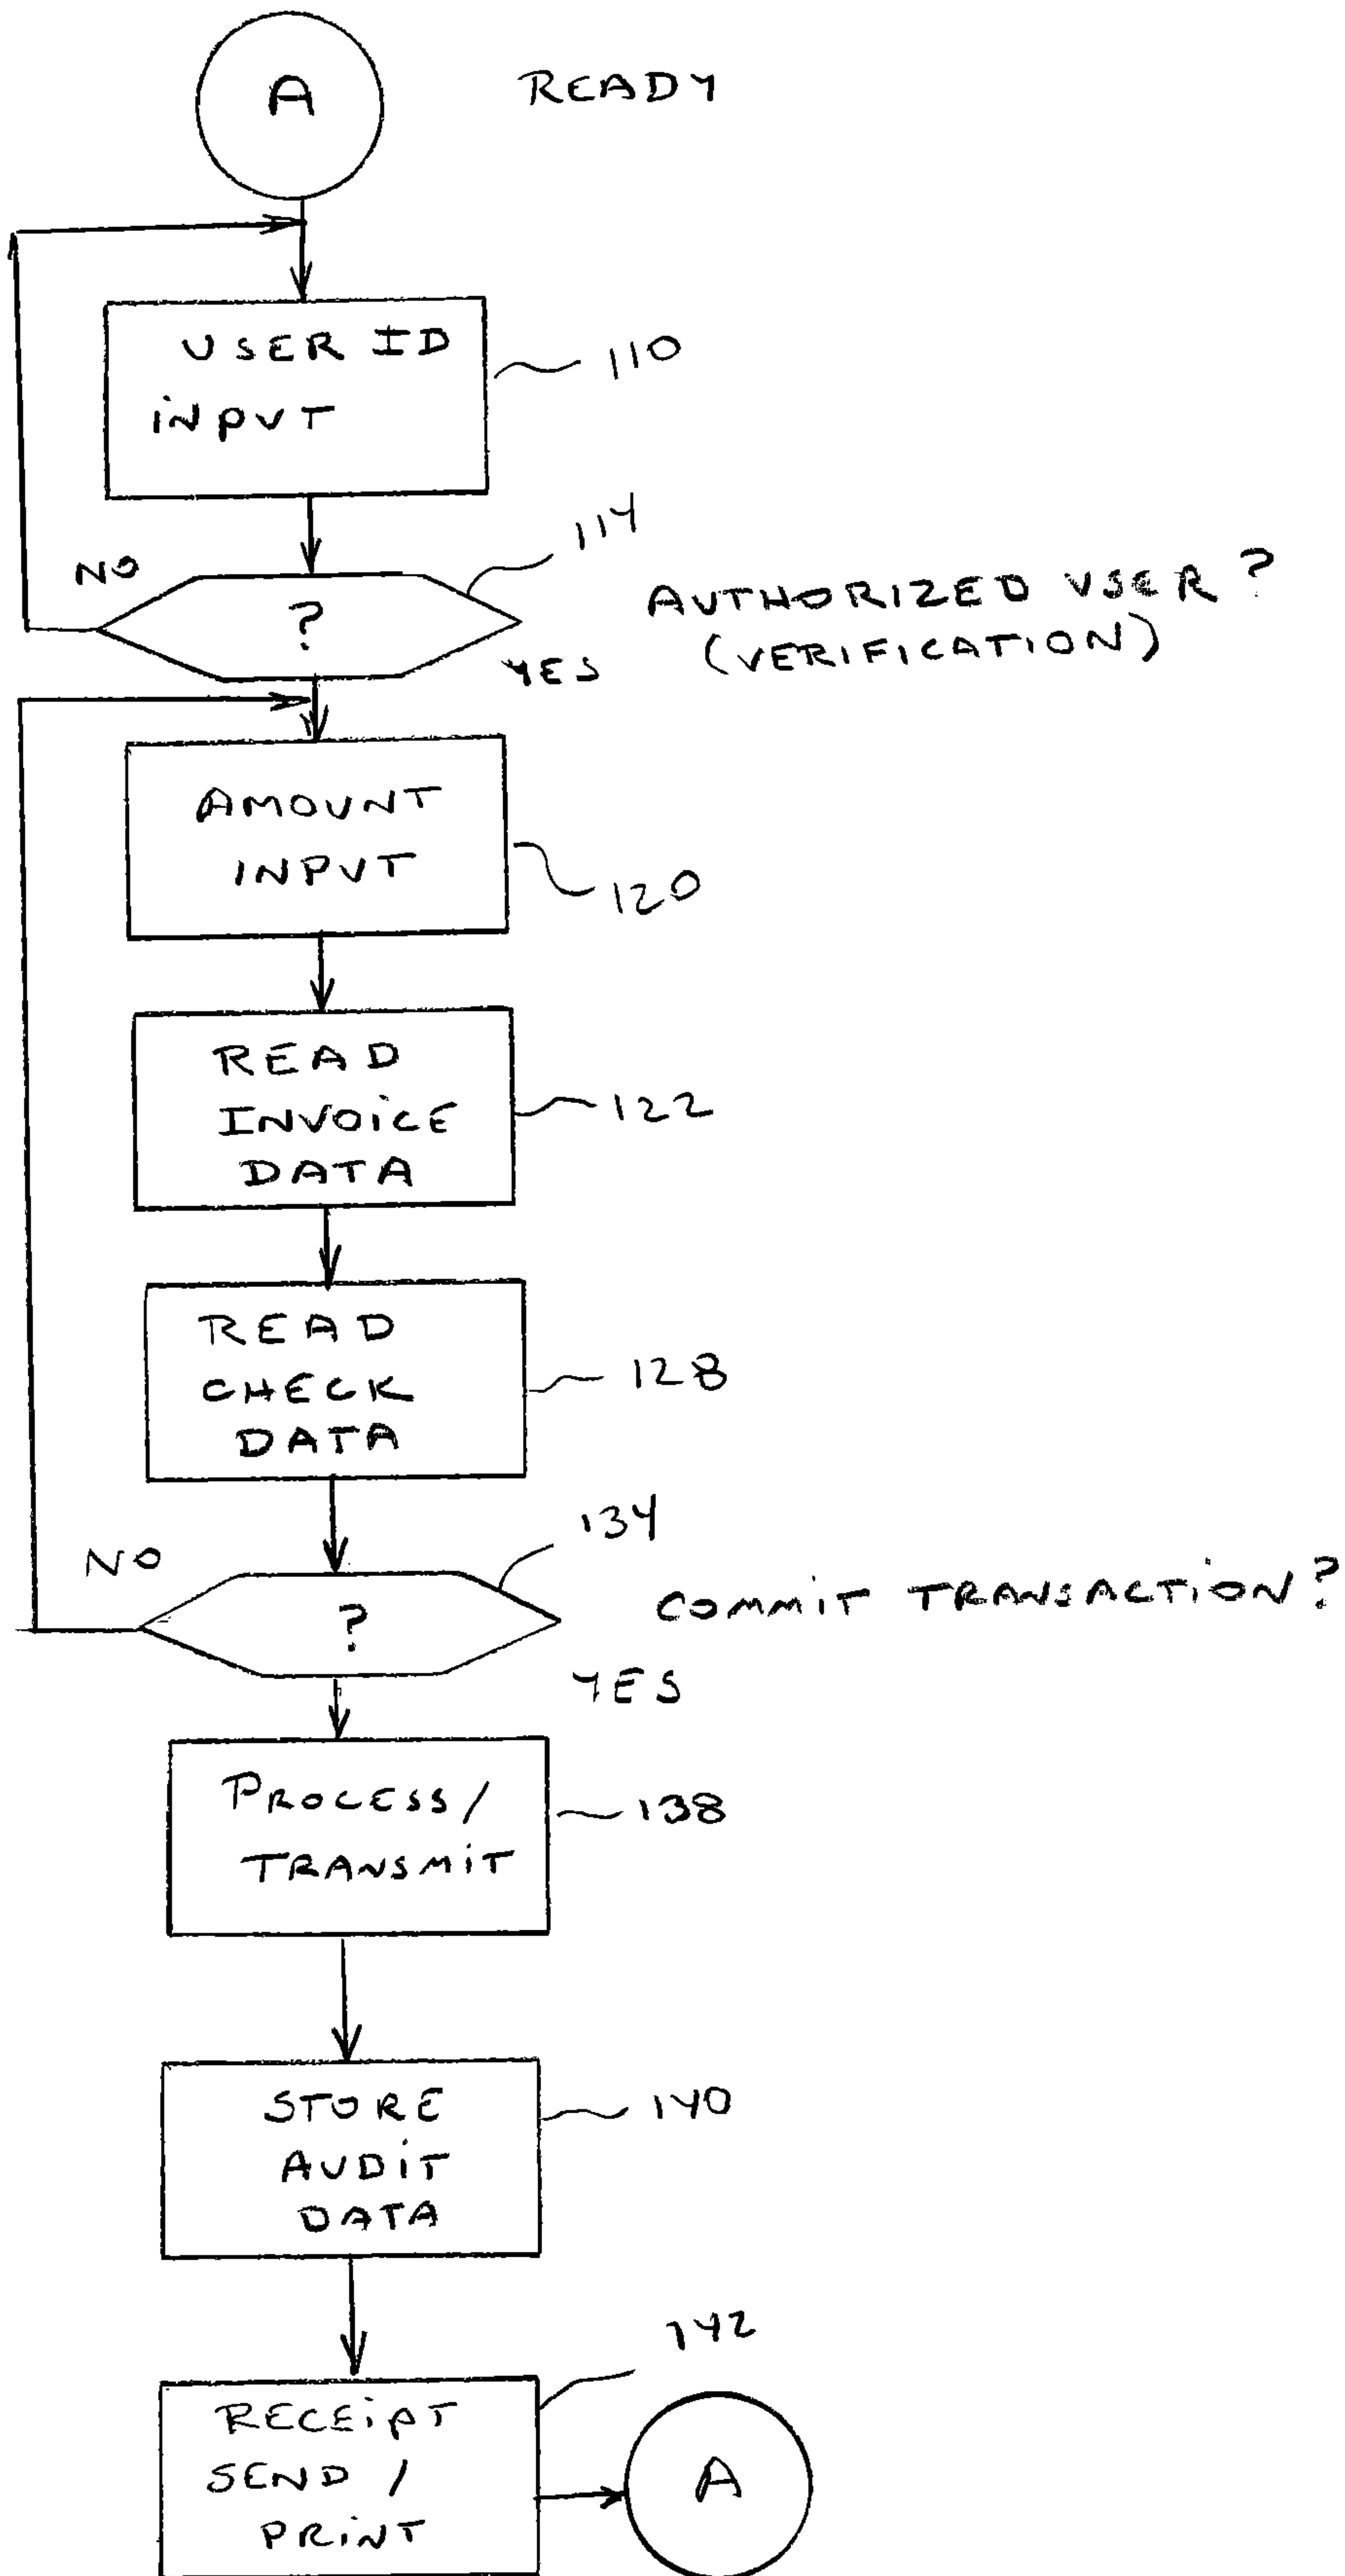 A
READY
USER ID
INPUT
110
NO
?
114
AUTHORIZED USER?
(VERIFICATION)
YES
AMOUNT
INPUT
120
READ
INVOICE
DATA
122
READ
CHECK
DATA
128
NO
?
134
COMMIT TRANSACTION?
YES
PROCESS/
TRANSMIT
138
STORE
AUDIT
DATA
140
RECEIPT
SEND /
PRINT
142
A